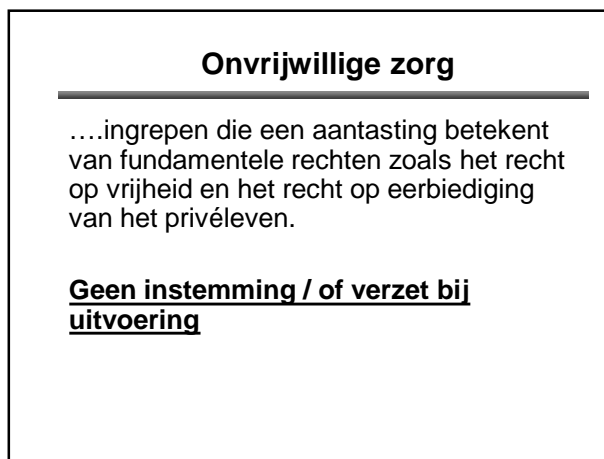 Onvrijwillige zorg
….ingrepen die een aantasting betekent
van fundamentele rechten zoals het recht
op vrijheid en het recht op eerbiediging
van het privéleven.
Geen instemming / of verzet bij
uitvoering